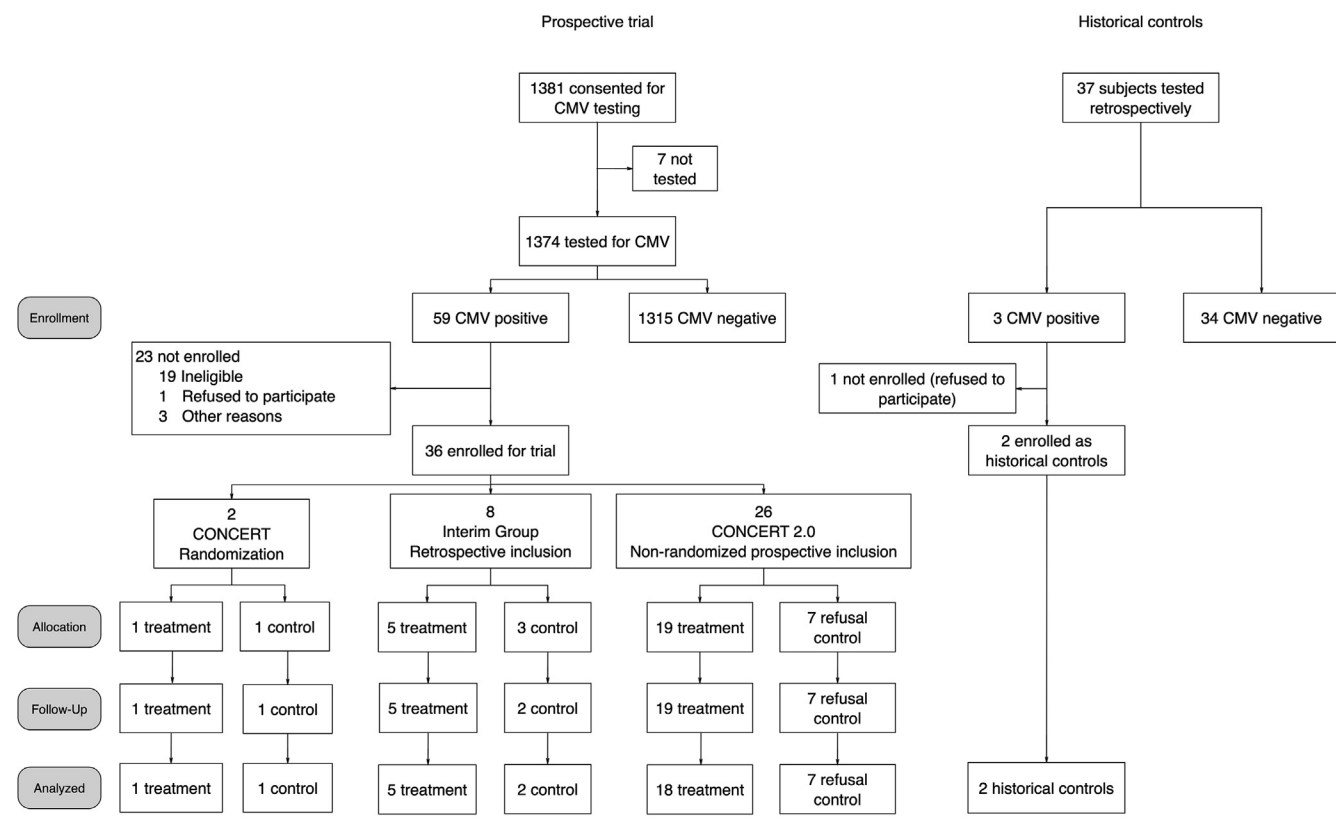 Prospective trial
Historical controls
1381 consented for
CMV testing
37 subjects tested
retrospectively
7 not
tested
1374 tested for CMV
Enrollment
59 CMV positive
1315 CMV negative
3 CMV positive
34 CMV negative
23 not enrolled
19 Ineligible
1 Refused to participate
3 Other reasons
1 not enrolled (refused to
participate)
36 enrolled for trial
2 enrolled as
historical controls
2
CONCERT
Randomization
8
Interim Group
Retrospective inclusion
26
CONCERT 2.0
Non-randomized prospective inclusion
Allocation
1 treatment
1 control
5 treatment
3 control
19 treatment
7 refusal
control
Follow-Up
1 treatment
1 control
5 treatment
2 control
19 treatment
7 refusal
control
Analyzed
1 treatment
1 control
5 treatment
2 control
18 treatment
7 refusal
control
2 historical controls